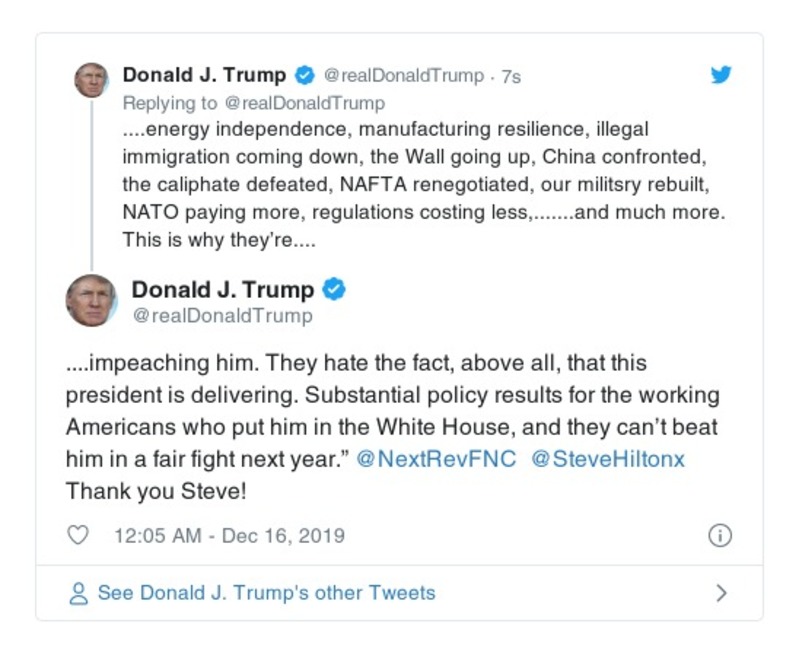 Donald J. Trump @realDonaldTrump · 7s
Replying to @realDonaldTrump
....energy independence, manufacturing resilience, illegal
immigration coming down, the Wall going up, China confronted,
the caliphate defeated, NAFTA renegotiated, our militsry rebuilt,
NATO paying more, regulations costing less,.......and much more.
This is why they're....
Donald J. Trump
@realDonaldTrump
....impeaching him. They hate the fact, above all, that this
president is delivering. Substantial policy results for the working
Americans who put him in the White House, and they can’t beat
him in a fair fight next year.” @NextRevFNC @SteveHiltonx
Thank you Steve!
12:05 AM - Dec 16, 2019
See Donald J. Trump's other Tweets